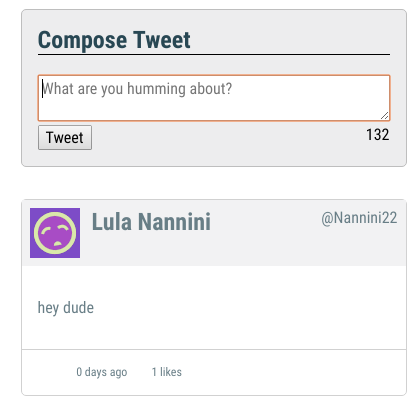 Compose Tweet
What are you humming about?
Tweet 132
Lula Nannini @Nannini22
hey dude
0 days ago 1 likes